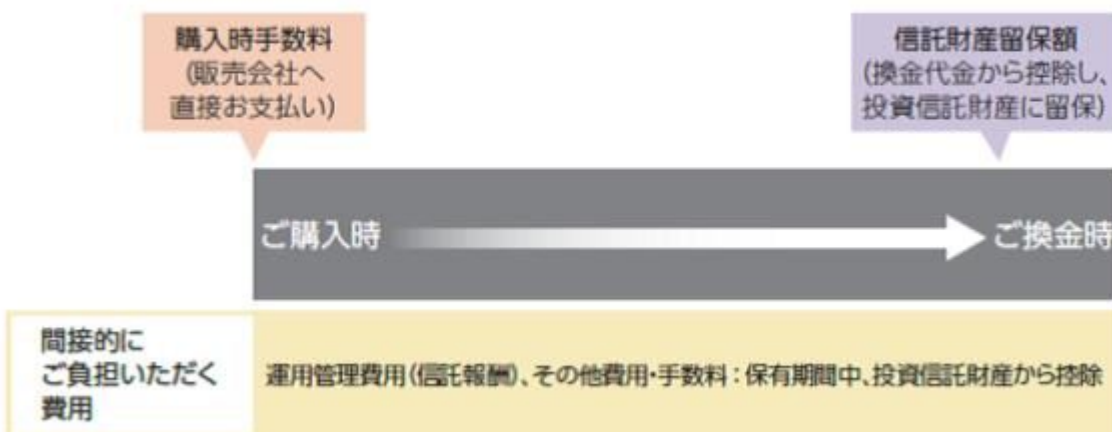 購入時手数料
(販売会社へ
直接お支払い)
信託財産留保額
(換金代金から控除し、
投資信託財産に留保)
ご購入時
ご換金時
間接的に
ご負担いただく
費用
運用管理費用(信託報酬)、その他費用・手数料：保有期間中、投資信託財産から控除